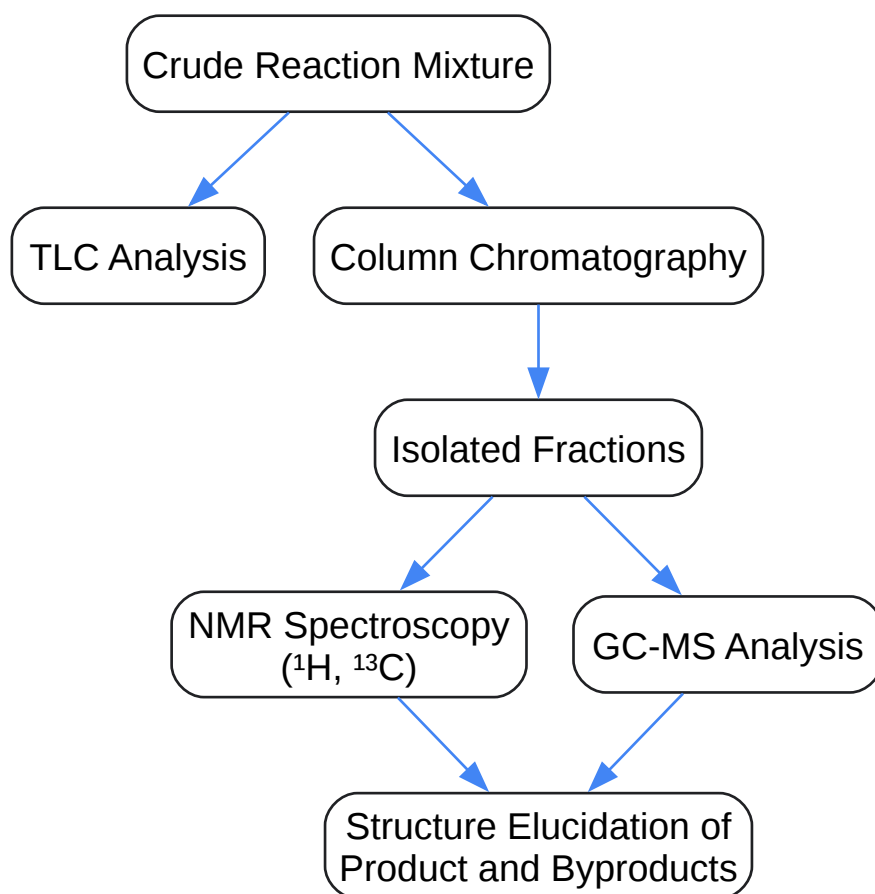 Crude Reaction Mixture
TLC Analysis
Column Chromatography
Isolated Fractions
NMR Spectroscopy
(¹H, ¹³C)
GC-MS Analysis
Structure Elucidation of
Product and Byproducts